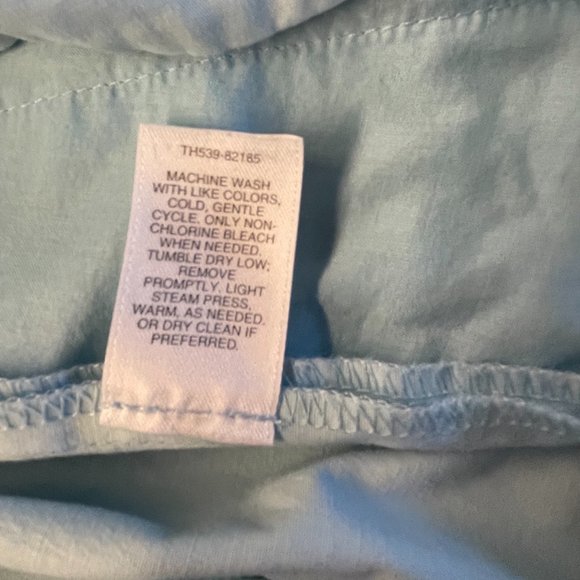 TH539-82185
MACHINE WASH
WITH LIKE COLORS,
COLD, GENTLE
CYCLE. ONLY NON-
CHLORINE BLEACH
WHEN NEEDED.
TUMBLE DRY LOW;
REMOVE
PROMPTLY. LIGHT
STEAM PRESS,
WARM, AS NEEDED.
OR DRY CLEAN IF
PREFERRED.